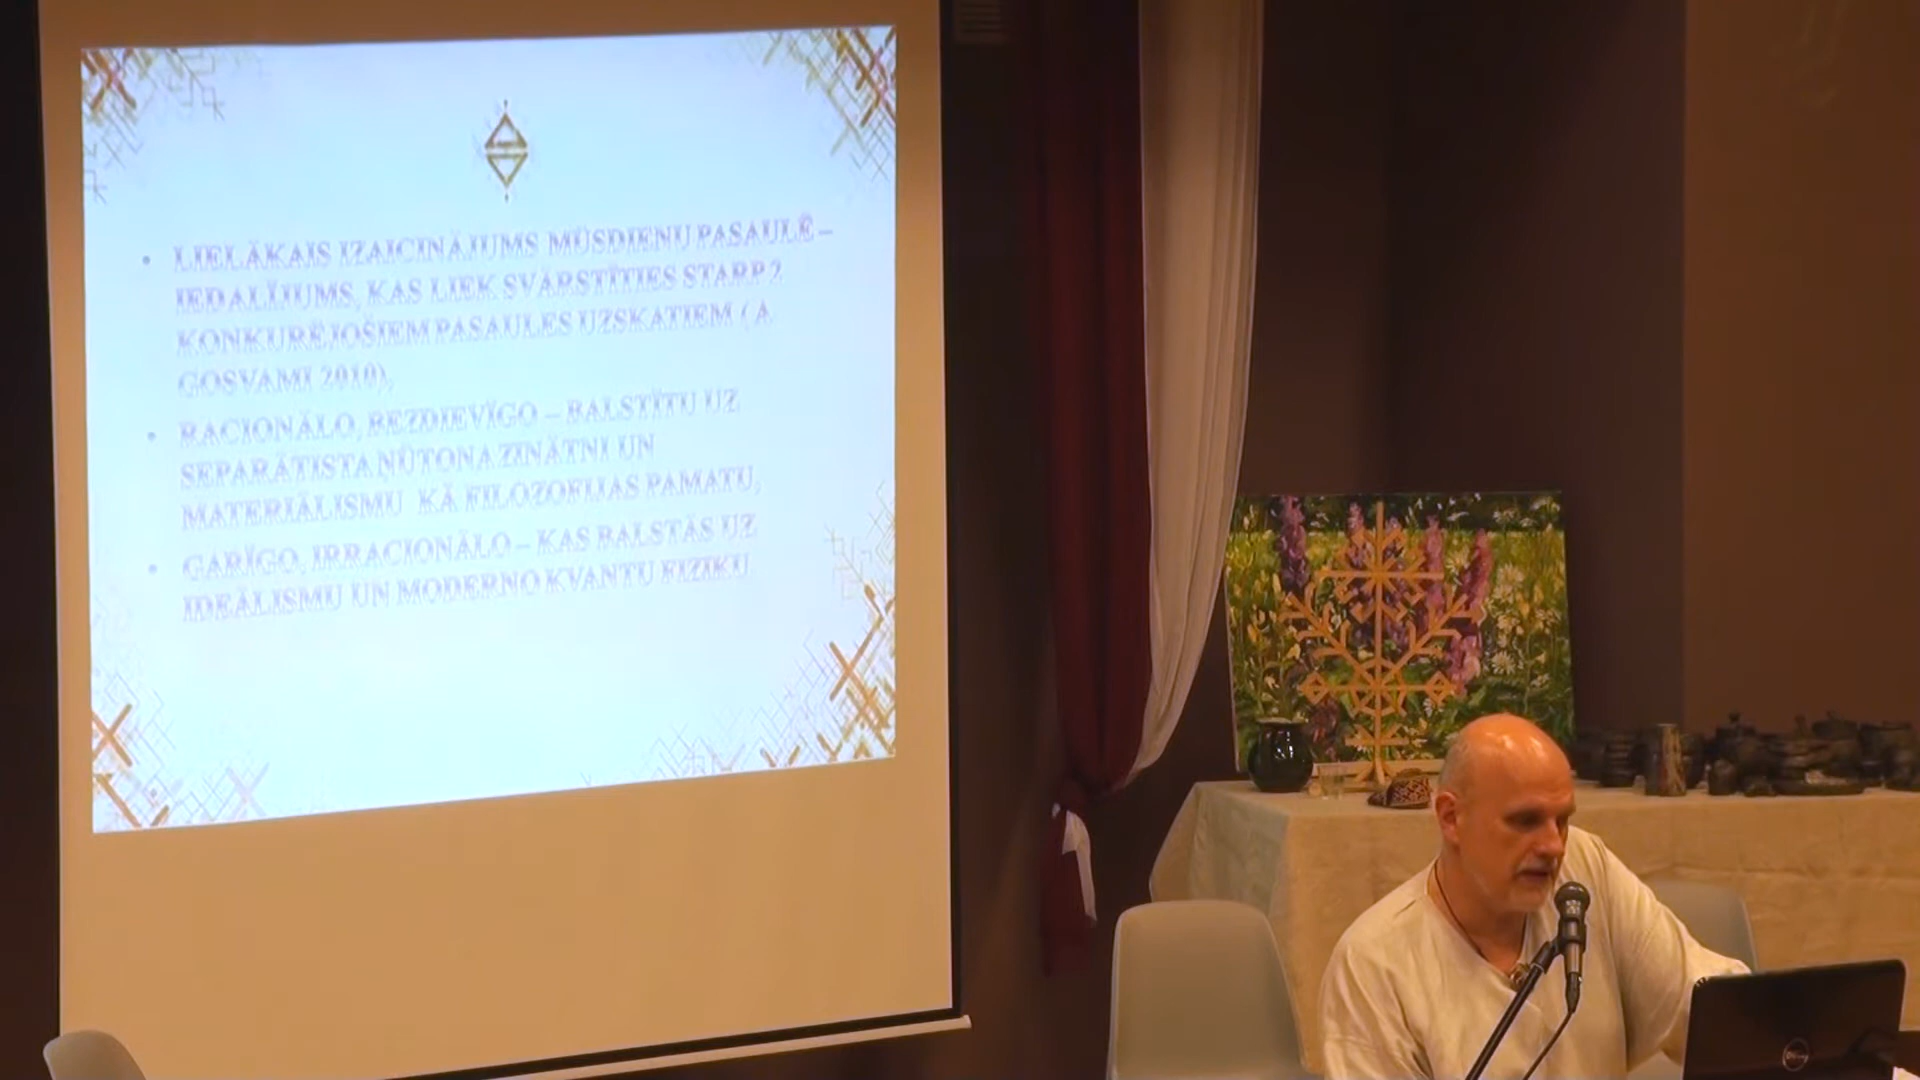 LIELĀKAIS IZAICINĀJUMS MŪSDIENU PASAULĒ –
IEDALĪJUMS, KAS LIEK SVĀRSTĪTIES STARP 2
KONKURĒJOŠIEM PASAULES UZSKATIEM ( A
GOSVAMI 2010),
RACIONĀLO, BEZDIEVĪGO – BALSTĪTU UZ
SEPARĀTISTA ŅŪTONA ZINĀTNI UN
MATERIĀLISMU KĀ FILOZOFIJAS PAMATU,
GARĪGO, IRRACIONĀLO – KAS BALSTĀS UZ
IDEĀLISMU UN MODERNO KVANTU FIZIKU
DELL